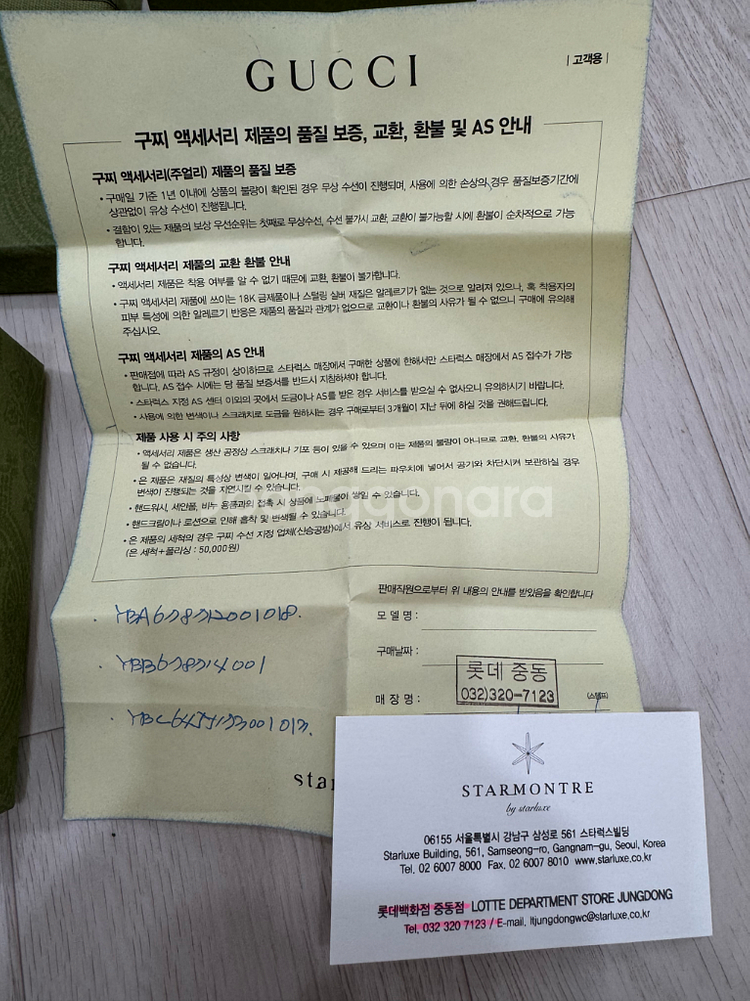 GUCCI
| 고객용 |
구찌 액세서리 제품의 품질 보증, 교환, 환불 및 AS 안내
구찌 액세서리(주얼리) 제품의 품질 보증
• 구매일 기준 1년 이내에 상품의 불량이 확인된 경우 무상 수선이 진행되며, 사용에 의한 손상의 경우 품질보증기간에
상관없이 유상 수선이 진행됩니다.
• 결함이 있는 제품의 보상 우선순위는 첫째로 무상수선, 수선 불가시 교환, 교환이 불가능할 시에 환불이 순차적으로 가능
합니다.
구찌 액세서리 제품의 교환 환불 안내
• 액세서리 제품은 착용 여부를 알 수 없기 때문에 교환, 환불이 불가합니다.
• 구찌 액세서리 제품에 쓰이는 18K 금제품이나 스털링 실버 재질은 알레르기가 없는 것으로 알려져 있으나, 혹 착용자의
피부 특성에 의한 알레르기 반응은 제품의 품질과 관계가 없으므로 교환이나 환불의 사유가 될 수 없으니 구매에 유의해
주십시오.
구찌 액세서리 제품의 AS 안내
• 판매점에 따라 AS 규정이 상이하므로 스타럭스 매장에서 구매한 상품에 한해서만 스타럭스 매장에서 AS 접수가 가능
합니다. AS 접수 시에는 당 품질 보증서를 반드시 지참하셔야 합니다.
• 스타럭스 지정 AS 센터 이외의 곳에서 도금이나 AS를 받은 경우 서비스를 받으실 수 없사오니 유의하시기 바랍니다.
• 사용에 의한 변색이나 스크래치로 도금을 원하시는 경우 구매로부터 3개월이 지난 뒤에 하실 것을 권해드립니다.
제품 사용 시 주의 사항
• 액세서리 제품은 생산 공정상 스크래치나 기포 등이 있을 수 있으며 이는 제품의 불량이 아니므로 교환, 환불의 사유가
될 수 없습니다.
• 은 제품은 재질의 특성상 변색이 일어나며, 구매 시 제공해 드리는 파우치에 넣어서 공기와 차단시켜 보관하실 경우
변색이 진행되는 것을 지연시킬 수 있습니다.
• 핸드워시, 세안폼, 비누 용품과의 접촉 시 상품에 노폐물이 쌓일 수 있습니다.
• 핸드크림이나 로션으로 인해 흡착 및 변색될 수 있습니다.
• 은 제품의 세척의 경우 구찌 수선 지정 업체(신승공방)에서 유상 서비스로 진행이 됩니다.
(은 세척+폴리싱 : 50,000원)
판매직원으로부터 위 내용의 안내를 받았음을 확인합니다
모 델 명 :
구매날짜 :
매 장 명 :
롯데 중동
032)320-7123
(스탬프)
• YBB678714001
STARMONTRE
by starluxe
06155 서울특별시 강남구 삼성로 561 스타럭스빌딩
Starluxe Building, 561, Samseong-ro, Gangnam-gu, Seoul, Korea
Tel. 02 6007 8000 Fax. 02 6007 8010 www.starluxe.co.kr
롯데백화점 중동점 LOTTE DEPARTMENT STORE JUNGDONG
Tel. 032 320 7123 / E-mail. ltjungdongwc@starluxe.co.kr